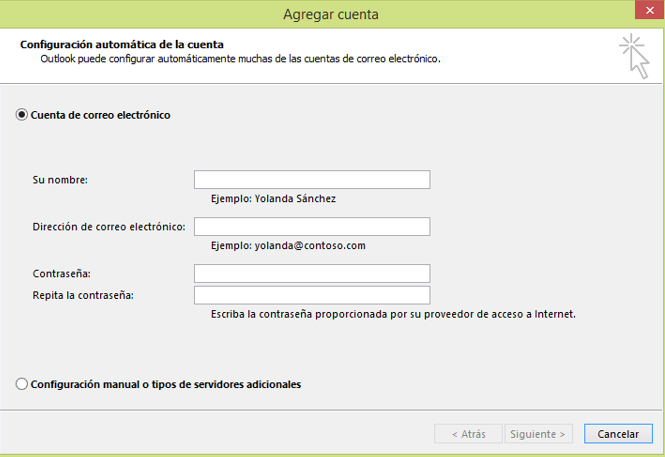 Agregar cuenta
Configuración automática de la cuenta
Outlook puede configurar automáticamente muchas de las cuentas de correo electrónico.
Cuenta de correo electrónico
Su nombre:
Ejemplo: Yolanda Sánchez
Dirección de correo electrónico:
Ejemplo: yolanda@contoso.com
Contraseña:
Repita la contraseña:
Escriba la contraseña proporcionada por su proveedor de acceso a Internet.
Configuración manual o tipos de servidores adicionales
< Atrás Siguiente > Cancelar